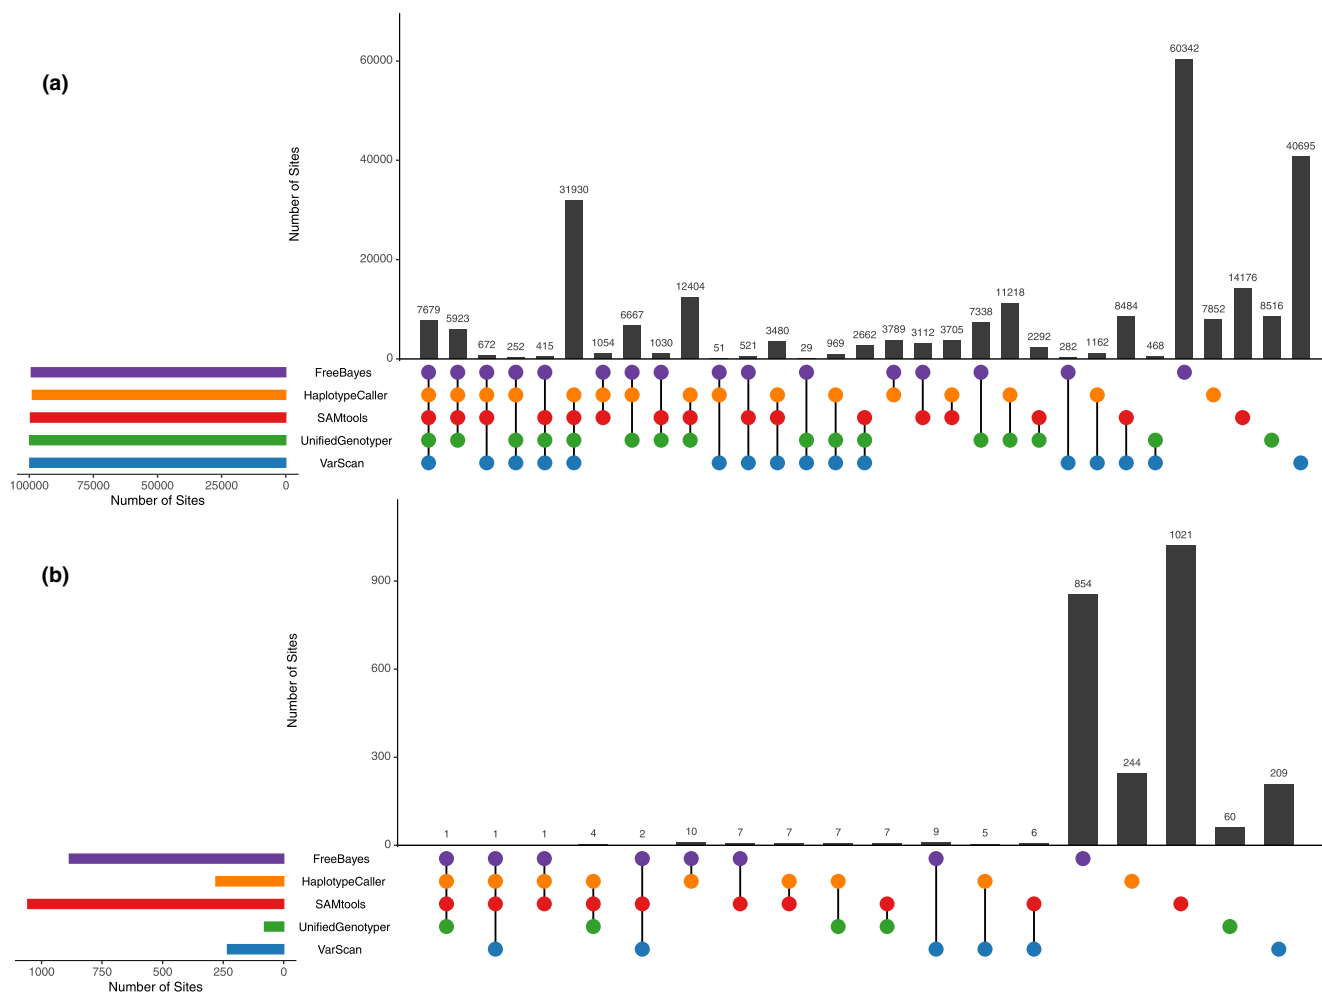 (a)
Number of Sites
60000
40000
20000
0
7679 5923 672 252 415 31930 1054 6667 1030 12404 51 521 3480 29 969 2662 3789 3112 3705 7338 11218 2292 282 1162 8484 468 60342 7852 14176 8516 40695
FreeBayes
HaplotypeCaller
SAMtools
UnifiedGenotyper
VarScan
100000 75000 50000 25000 0
Number of Sites
(b)
Number of Sites
900
600
300
0
1 1 1 4 2 10 7 7 7 7 9 5 6 854 244 1021 60 209
FreeBayes
HaplotypeCaller
SAMtools
UnifiedGenotyper
VarScan
1000 750 500 250 0
Number of Sites